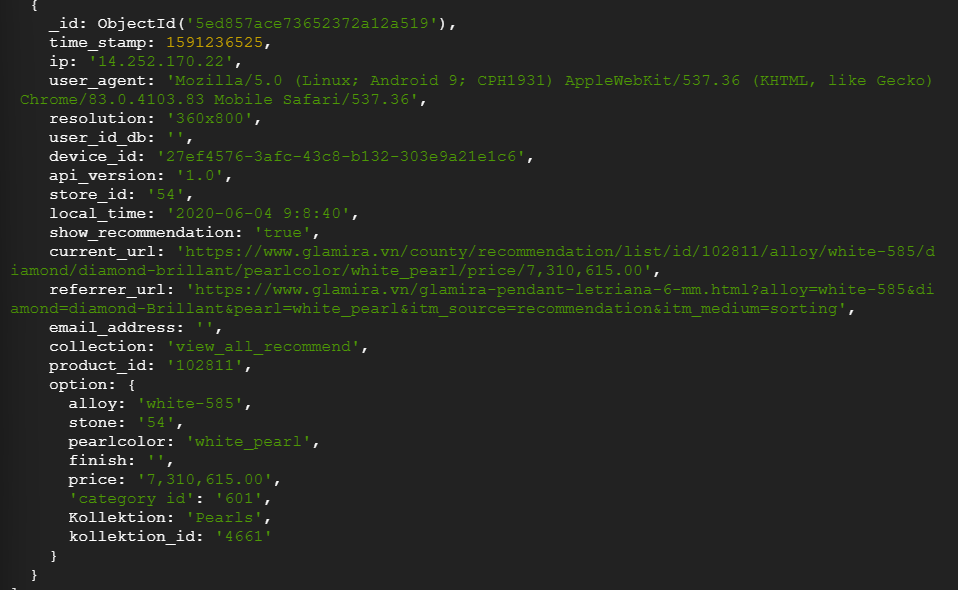 {
_id: ObjectId('5ed857ace73652372a12a519'),
time_stamp: 1591236525,
ip: '14.252.170.22',
user_agent: 'Mozilla/5.0 (Linux; Android 9; CPH1931) AppleWebKit/537.36 (KHTML, like Gecko)
Chrome/83.0.4103.83 Mobile Safari/537.36',
resolution: '360x800',
user_id_db: '',
device_id: '27ef4576-3afc-43c8-b132-303e9a21e1c6',
api_version: '1.0',
store_id: '54',
local_time: '2020-06-04 9:8:40',
show_recommendation: 'true',
current_url: 'https://www.glamira.vn/county/recommendation/list/id/102811/alloy/white-585/d
iamond/diamond-brillant/pearlcolor/white_pearl/price/7,310,615.00',
referrer_url: 'https://www.glamira.vn/glamira-pendant-letriana-6-mm.html?alloy=white-585&di
amond=diamond-Brillant&pearl=white_pearl&itm_source=recommendation&itm_medium=sorting',
email_address: '',
collection: 'view_all_recommend',
product_id: '102811',
option: {
alloy: 'white-585',
stone: '54',
pearlcolor: 'white_pearl',
finish: '',
price: '7,310,615.00',
'category id': '601',
Kollektion: 'Pearls',
kollektion_id: '4661'
}
}